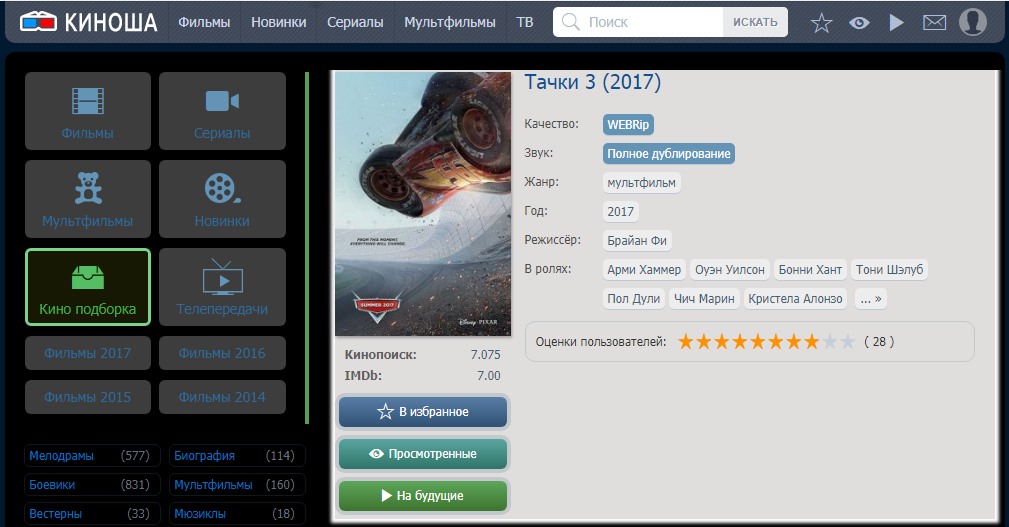 КИНОША Фильмы Новинки Сериалы Мультфильмы ТВ Поиск ИСКАТЬ
Фильмы Сериалы
Мультфильмы Новинки
Кино подборка Телепередачи
Фильмы 2017 Фильмы 2016
Фильмы 2015 Фильмы 2014
Мелодрамы (577) Биография (114)
Боевики (831) Мультфильмы (160)
Вестерны (33) Мюзиклы (18)
FROM THIS MOMENT,
EVERYTHING WILL CHANGE.
SUMMER 2017
Disney PIXAR
Кинопоиск: 7.075
IMDb: 7.00
В избранное
Просмотренные
На будущие
Тачки 3 (2017)
Качество: WEBRip
Звук: Полное дублирование
Жанр: мультфильм
Год: 2017
Режиссёр: Брайан Фи
В ролях: Арми Хаммер Оуэн Уилсон Бонни Хант Тони Шэлуб
Пол Дули Чич Марин Кристела Алонзо ... »
Оценки пользователей: ( 28 )